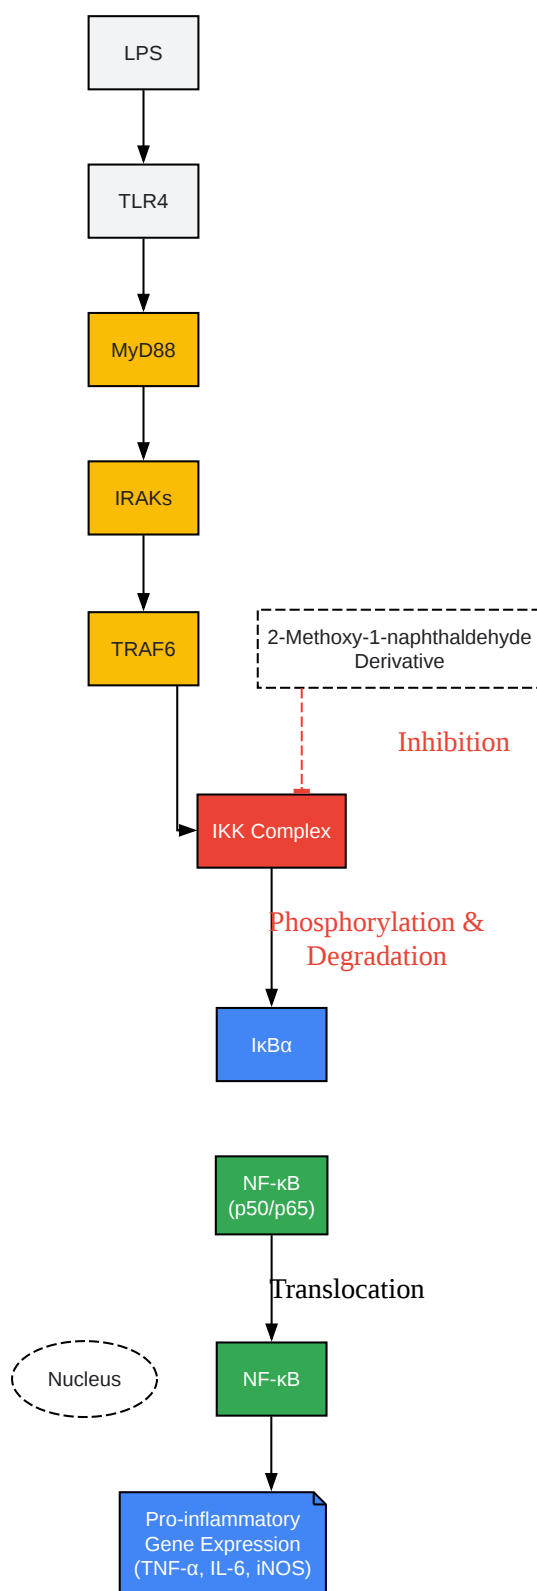 LPS
TLR4
MyD88
IRAKs
TRAF6
2-Methoxy-1-naphthaldehyde
Derivative
Inhibition
IKK Complex
Phosphorylation &
Degradation
IκBα
NF-κB
(p50/p65)
Translocation
Nucleus
NF-κB
Pro-inflammatory
Gene Expression
(TNF-α, IL-6, iNOS)